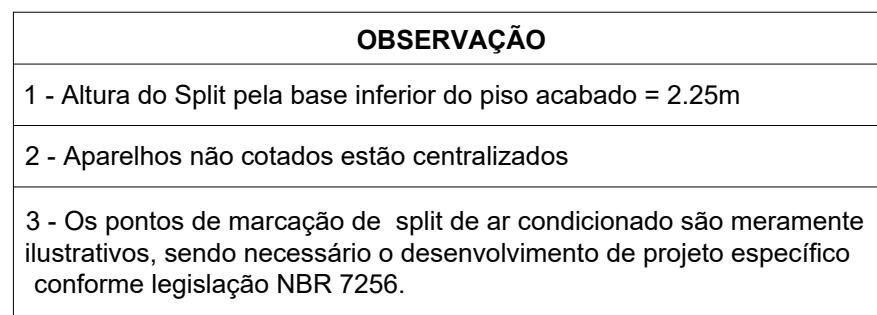 OBSERVAÇÃO
1 - Altura do Split pela base inferior do piso acabado = 2.25m
2 - Aparelhos não cotados estão centralizados
3 - Os pontos de marcação de split de ar condicionado são meramente
ilustrativos, sendo necessário o desenvolvimento de projeto específico
conforme legislação NBR 7256.